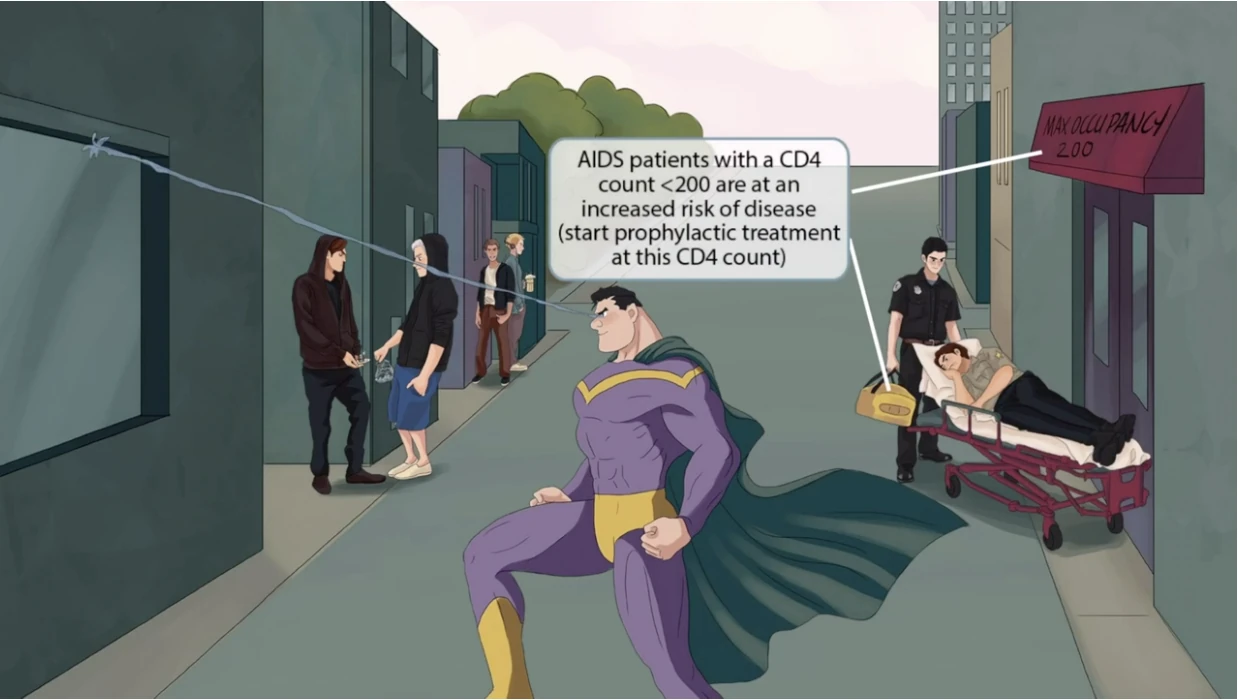 AIDS patients with a CD4
count <200 are at an
increased risk of disease
(start prophylactic treatment
at this CD4 count)
MAX OCCUPANCY
200